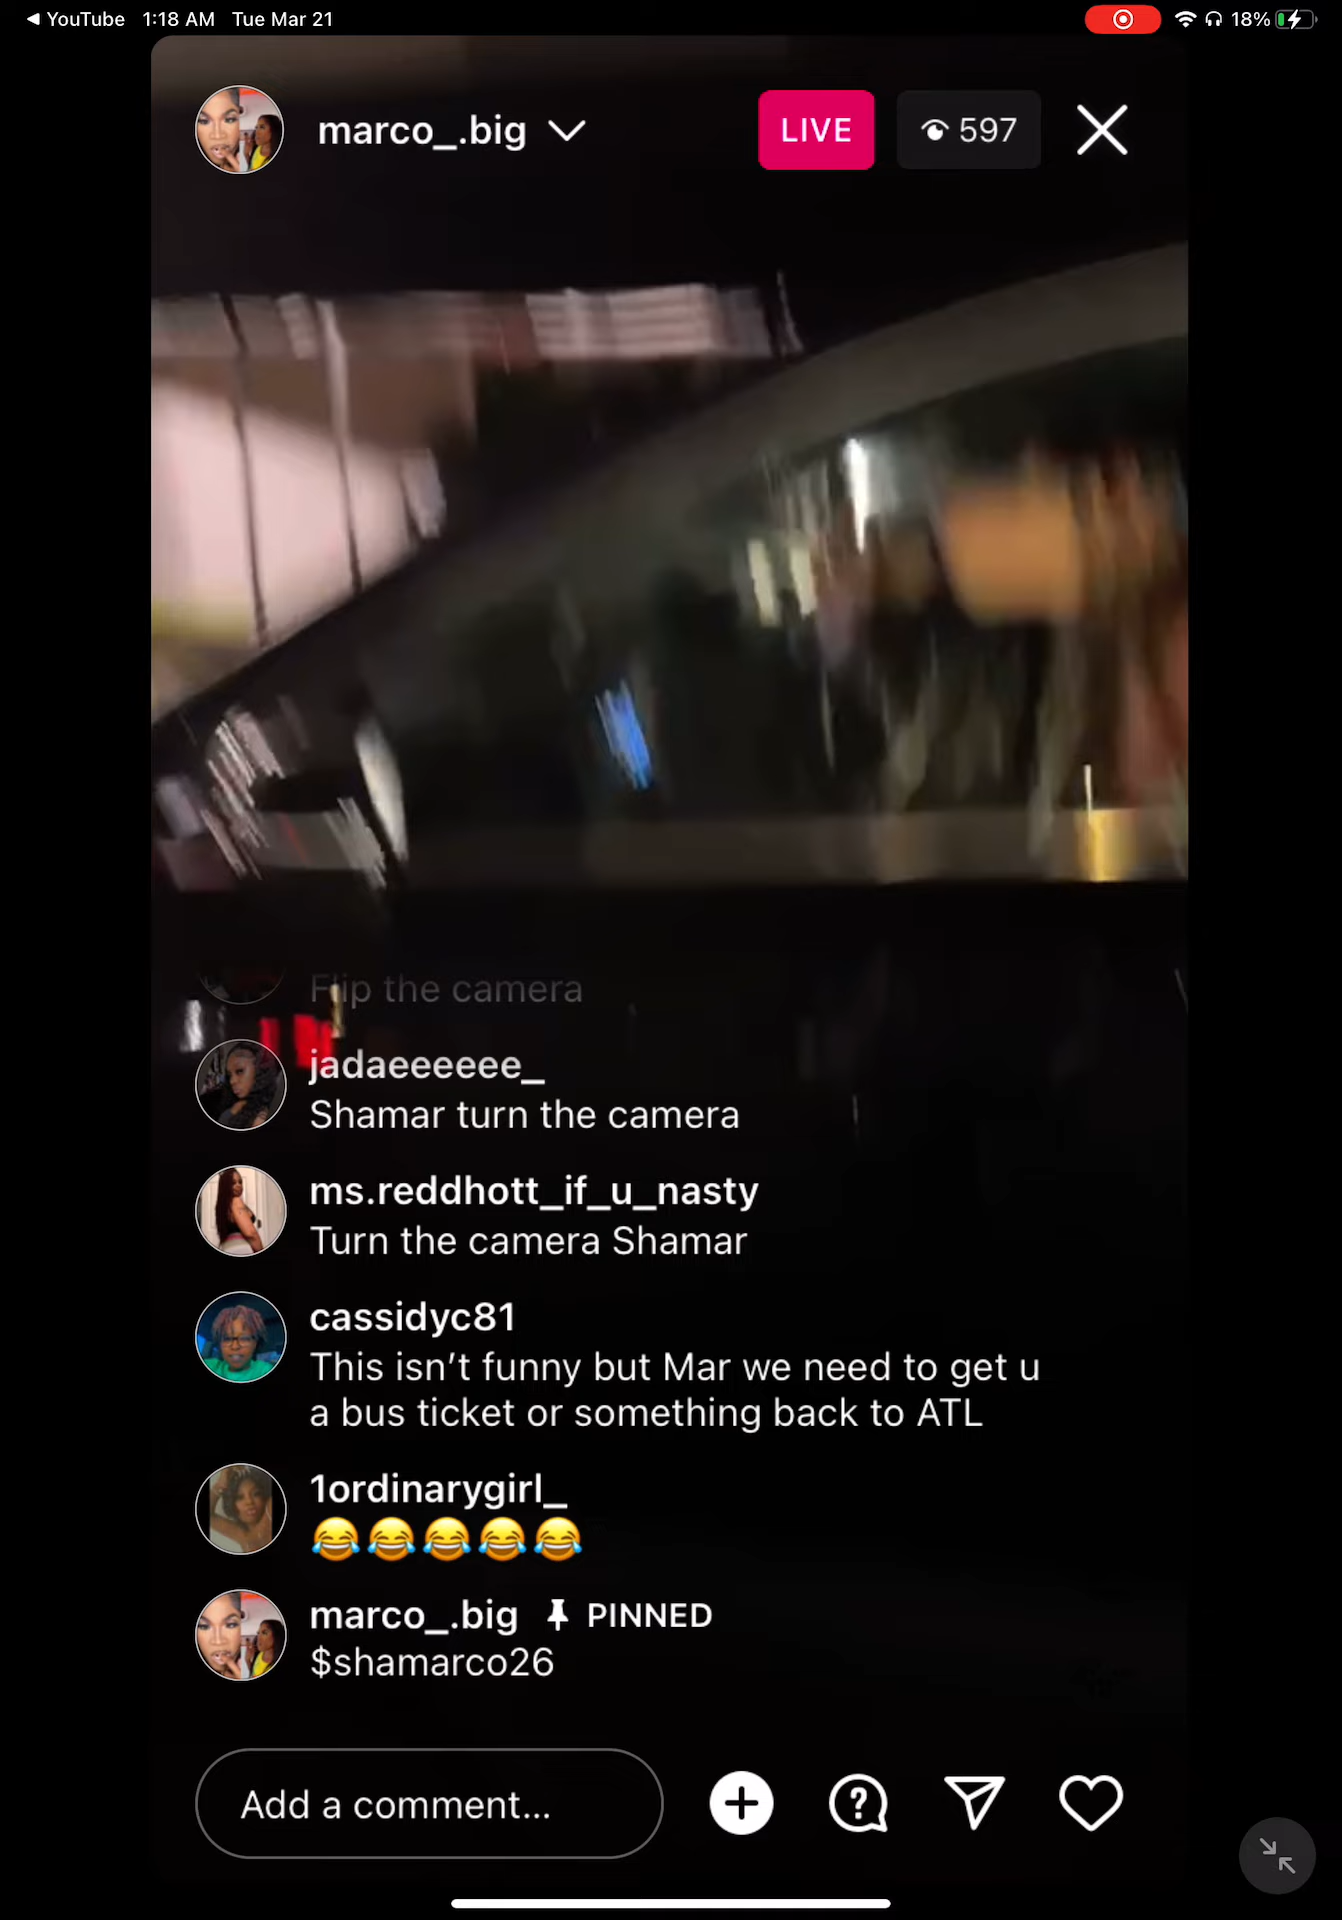 ◀ YouTube 1:18 AM Tue Mar 21 18%
marco_.big LIVE 597
Flip the camera
jadaeeeeee_
Shamar turn the camera
ms.reddhott_if_u_nasty
Turn the camera Shamar
cassidyc81
This isn't funny but Mar we need to get u
a bus ticket or something back to ATL
1ordinarygirl_
😂😂😂😂😂
marco_.big PINNED
$shamarco26
Add a comment...